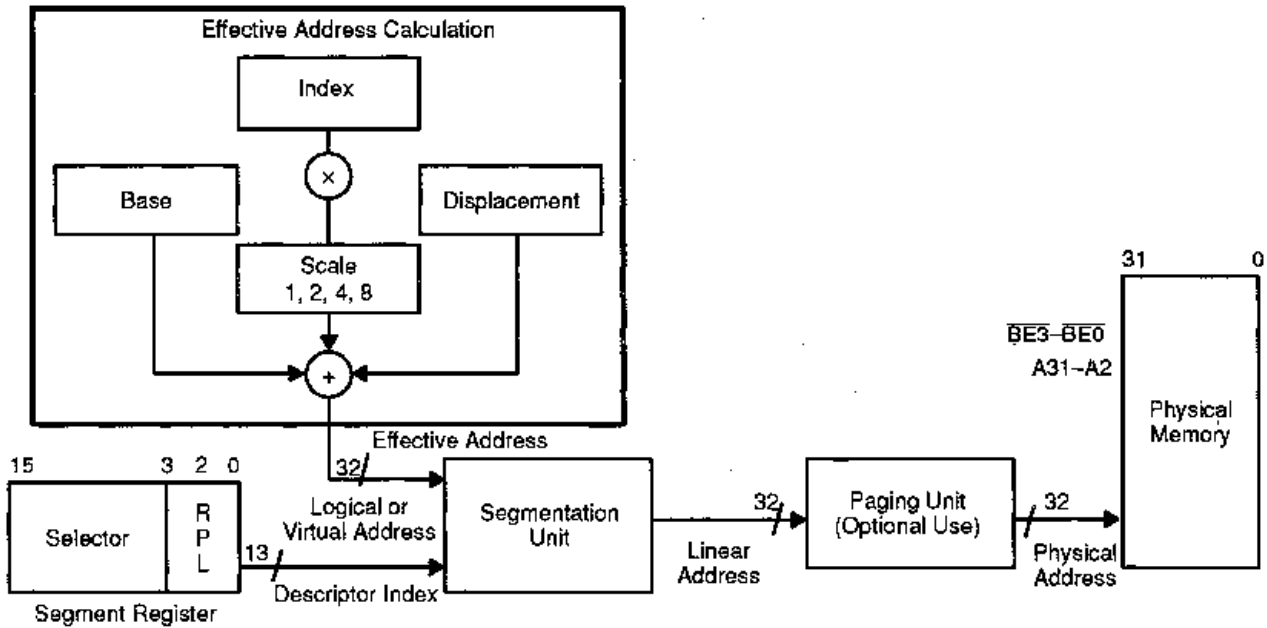 Effective Address Calculation
Index
×
Base
Displacement
Scale
1, 2, 4, 8
+
31 0
BE3–BE0
A31–A2
Physical
Memory
Effective Address
32
Logical or
Virtual Address
15 3 2 0
Selector
R
P
L
13
Descriptor Index
Segment Register
Segmentation
Unit
32
Linear
Address
Paging Unit
(Optional Use)
32
Physical
Address